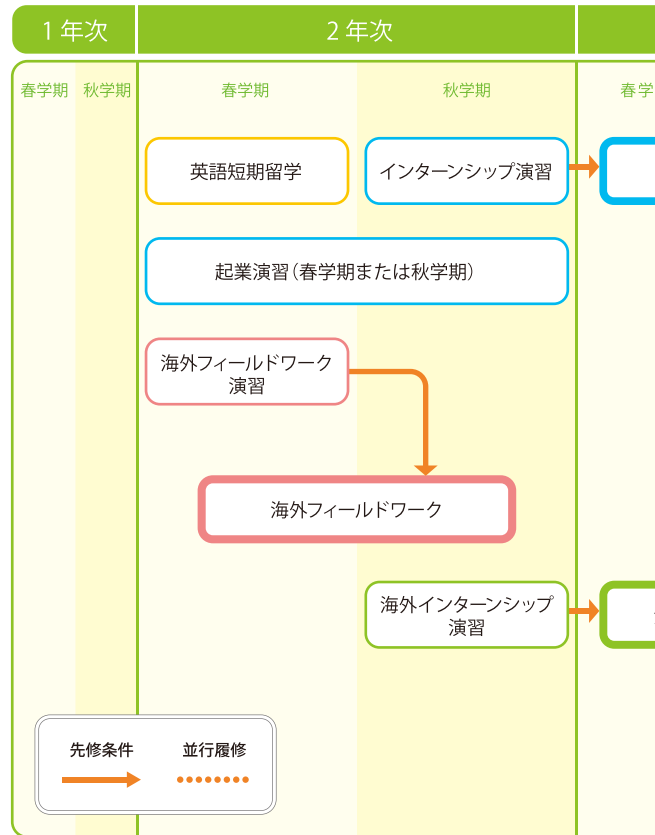 1 年次
2 年次
春学期
秋学期
春学期
秋学期
春学
英語短期留学
インターンシップ演習
起業演習(春学期または秋学期)
海外フィールドワーク
演習
海外フィールドワーク
海外インターンシップ
演習
先修条件
並行履修